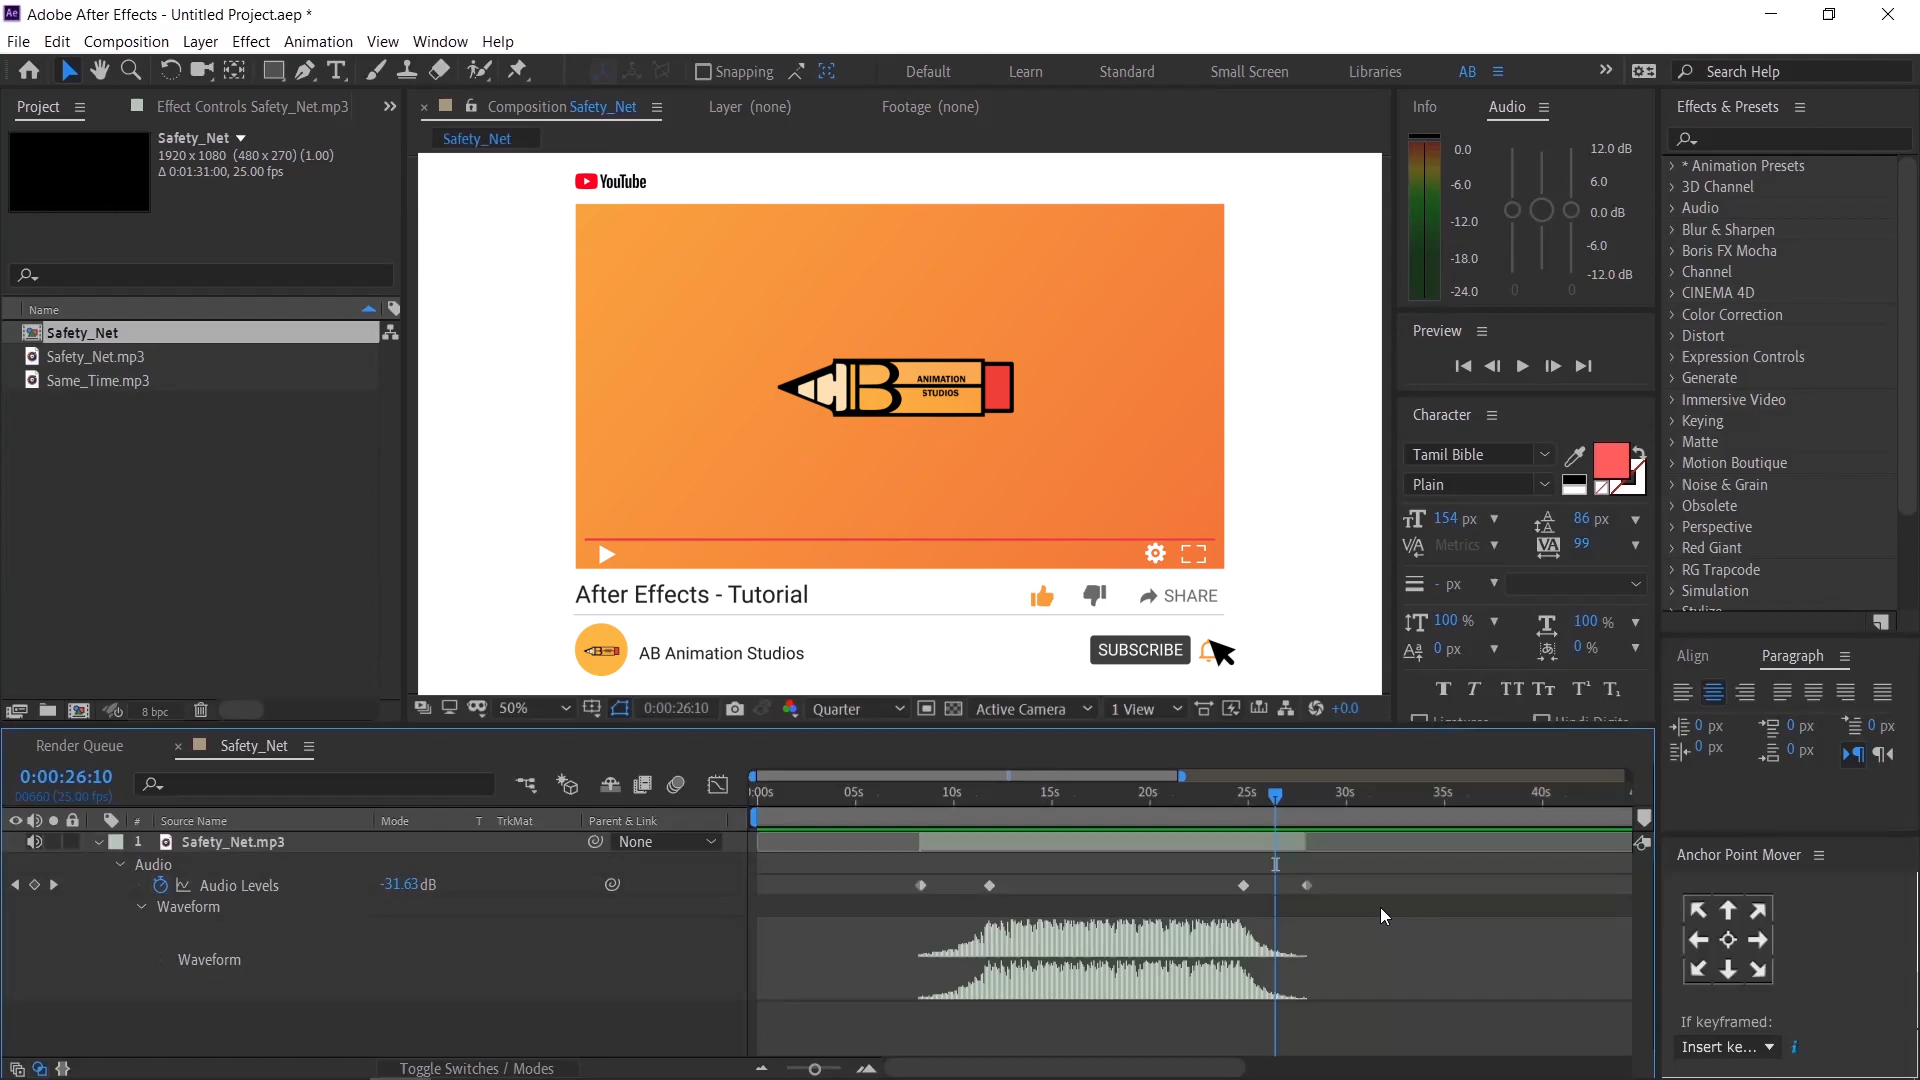 Adobe After Effects - Untitled Project.aep *
File Edit Composition Layer Effect Animation View Window Help
Snapping Default Learn Standard Small Screen Libraries AB Search Help
Project Effect Controls Safety_Net.mp3
Safety_Net
1920 x 1080 (480 x 270) (1.00)
Δ 0:01:31:00, 25.00 fps
Name
Safety_Net
Safety_Net.mp3
Same_Time.mp3
8 bpc
Composition Safety_Net Layer (none) Footage (none)
Safety_Net
YouTube
ANIMATION
STUDIOS
After Effects - Tutorial
SHARE
AB Animation Studios
SUBSCRIBE
50% 0:00:26:10 Quarter Active Camera 1 View +0.0
Info Audio
0.0 12.0 dB
-6.0 6.0
-12.0 0.0 dB
-18.0 -6.0
-24.0 -12.0 dB
0 0
Preview
Character
Tamil Bible
Plain
154 px 86 px
Metrics 99
- px
100 % 100 %
0 px 0 %
Effects & Presets
* Animation Presets
3D Channel
Audio
Blur & Sharpen
Boris FX Mocha
Channel
CINEMA 4D
Color Correction
Distort
Expression Controls
Generate
Immersive Video
Keying
Matte
Motion Boutique
Noise & Grain
Obsolete
Perspective
Red Giant
RG Trapcode
Simulation
Align Paragraph
0 px 0 px 0 px
0 px 0 px
Anchor Point Mover
If keyframed:
Insert ke...
Render Queue Safety_Net
0:00:26:10
00660 (25.00 fps)
:00s 05s 10s 15s 20s 25s 30s 35s 40s
# Source Name Mode T TrkMat Parent & Link
1 Safety_Net.mp3 None
Audio
Audio Levels -31.63 dB
Waveform
Waveform
Toggle Switches / Modes